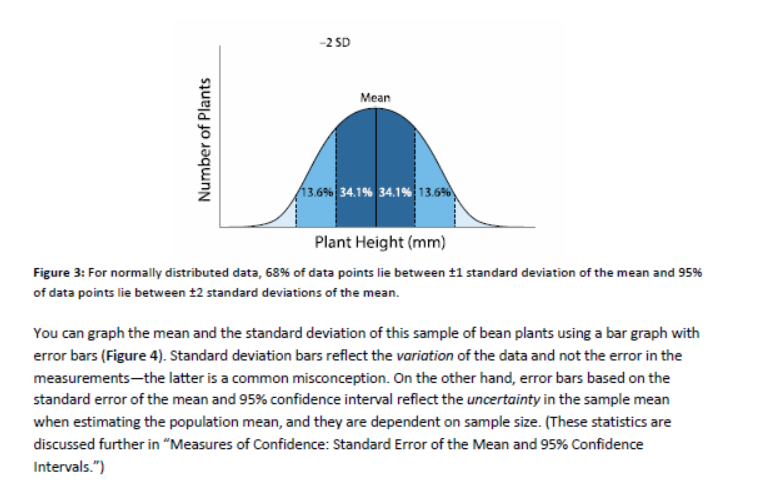 −2 SD
Mean
Number of Plants
13.6% 34.1% 34.1% 13.6%
Plant Height (mm)
Figure 3: For normally distributed data, 68% of data points lie between ±1 standard deviation of the mean and 95%
of data points lie between ±2 standard deviations of the mean.
You can graph the mean and the standard deviation of this sample of bean plants using a bar graph with
error bars (Figure 4). Standard deviation bars reflect the variation of the data and not the error in the
measurements—the latter is a common misconception. On the other hand, error bars based on the
standard error of the mean and 95% confidence interval reflect the uncertainty in the sample mean
when estimating the population mean, and they are dependent on sample size. (These statistics are
discussed further in “Measures of Confidence: Standard Error of the Mean and 95% Confidence
Intervals.”)